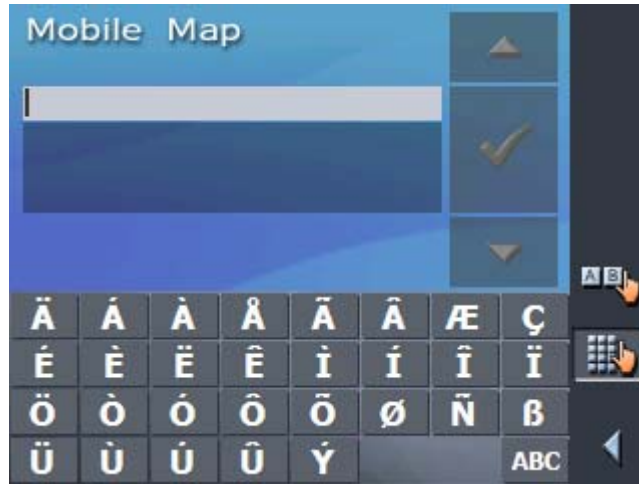 Mobile Map
A B
Ä Á À Å Ã Â Æ Ç
É È Ë Ê Ì Í Î Ï
Ö Ò Ó Ô Õ Ø Ñ ß
Ü Ù Ú Û Ý ABC